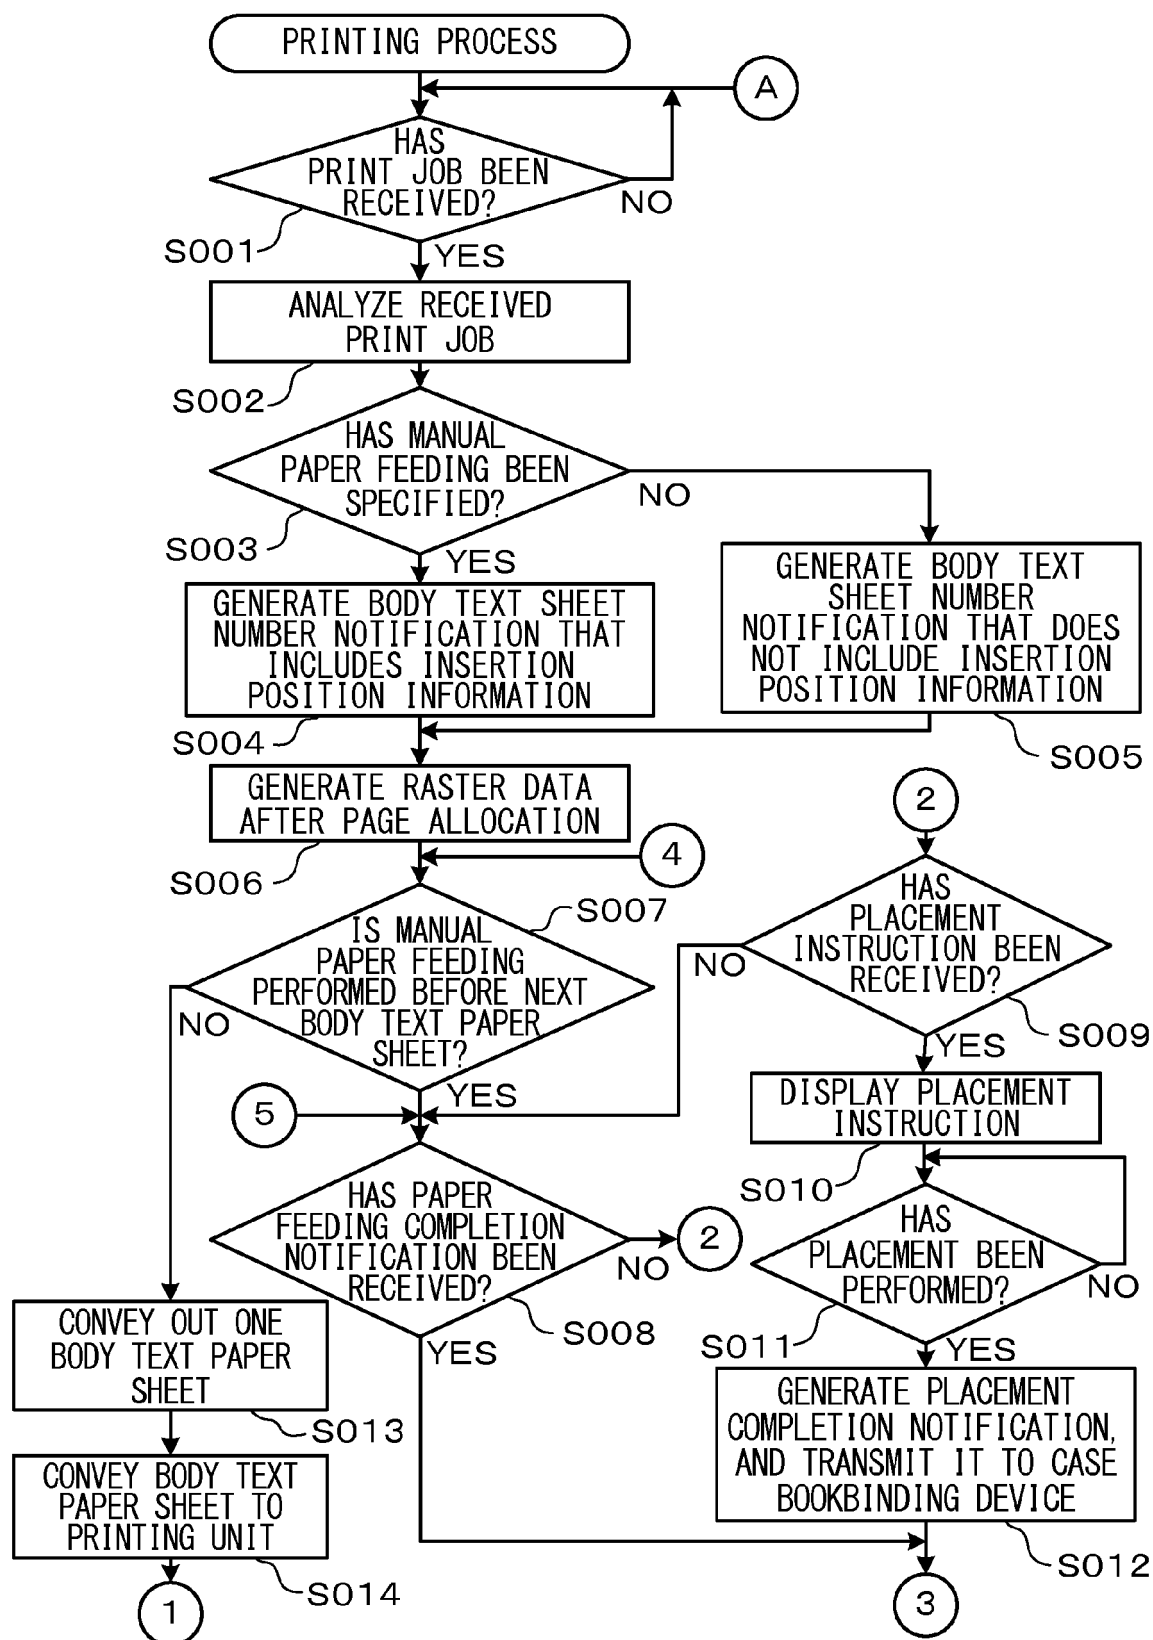 PRINTING PROCESS
A
HAS
PRINT JOB BEEN
RECEIVED?
NO
S001
YES
ANALYZE RECEIVED
PRINT JOB
S002
HAS MANUAL
PAPER FEEDING BEEN
SPECIFIED?
NO
S003
YES
GENERATE BODY TEXT SHEET
NUMBER NOTIFICATION THAT
INCLUDES INSERTION
POSITION INFORMATION
S004
GENERATE BODY TEXT
SHEET NUMBER
NOTIFICATION THAT DOES
NOT INCLUDE INSERTION
POSITION INFORMATION
S005
GENERATE RASTER DATA
AFTER PAGE ALLOCATION
S006
4
S007
IS MANUAL
PAPER FEEDING
PERFORMED BEFORE NEXT
BODY TEXT PAPER
SHEET?
NO
YES
5
HAS PAPER
FEEDING COMPLETION
NOTIFICATION BEEN
RECEIVED?
NO
2
S008
YES
2
HAS
PLACEMENT
INSTRUCTION BEEN
RECEIVED?
NO
S009
YES
DISPLAY PLACEMENT
INSTRUCTION
S010
HAS
PLACEMENT BEEN
PERFORMED?
NO
S011
YES
GENERATE PLACEMENT
COMPLETION NOTIFICATION,
AND TRANSMIT IT TO CASE
BOOKBINDING DEVICE
S012
3
CONVEY OUT ONE
BODY TEXT PAPER
SHEET
S013
CONVEY BODY TEXT
PAPER SHEET TO
PRINTING UNIT
S014
1